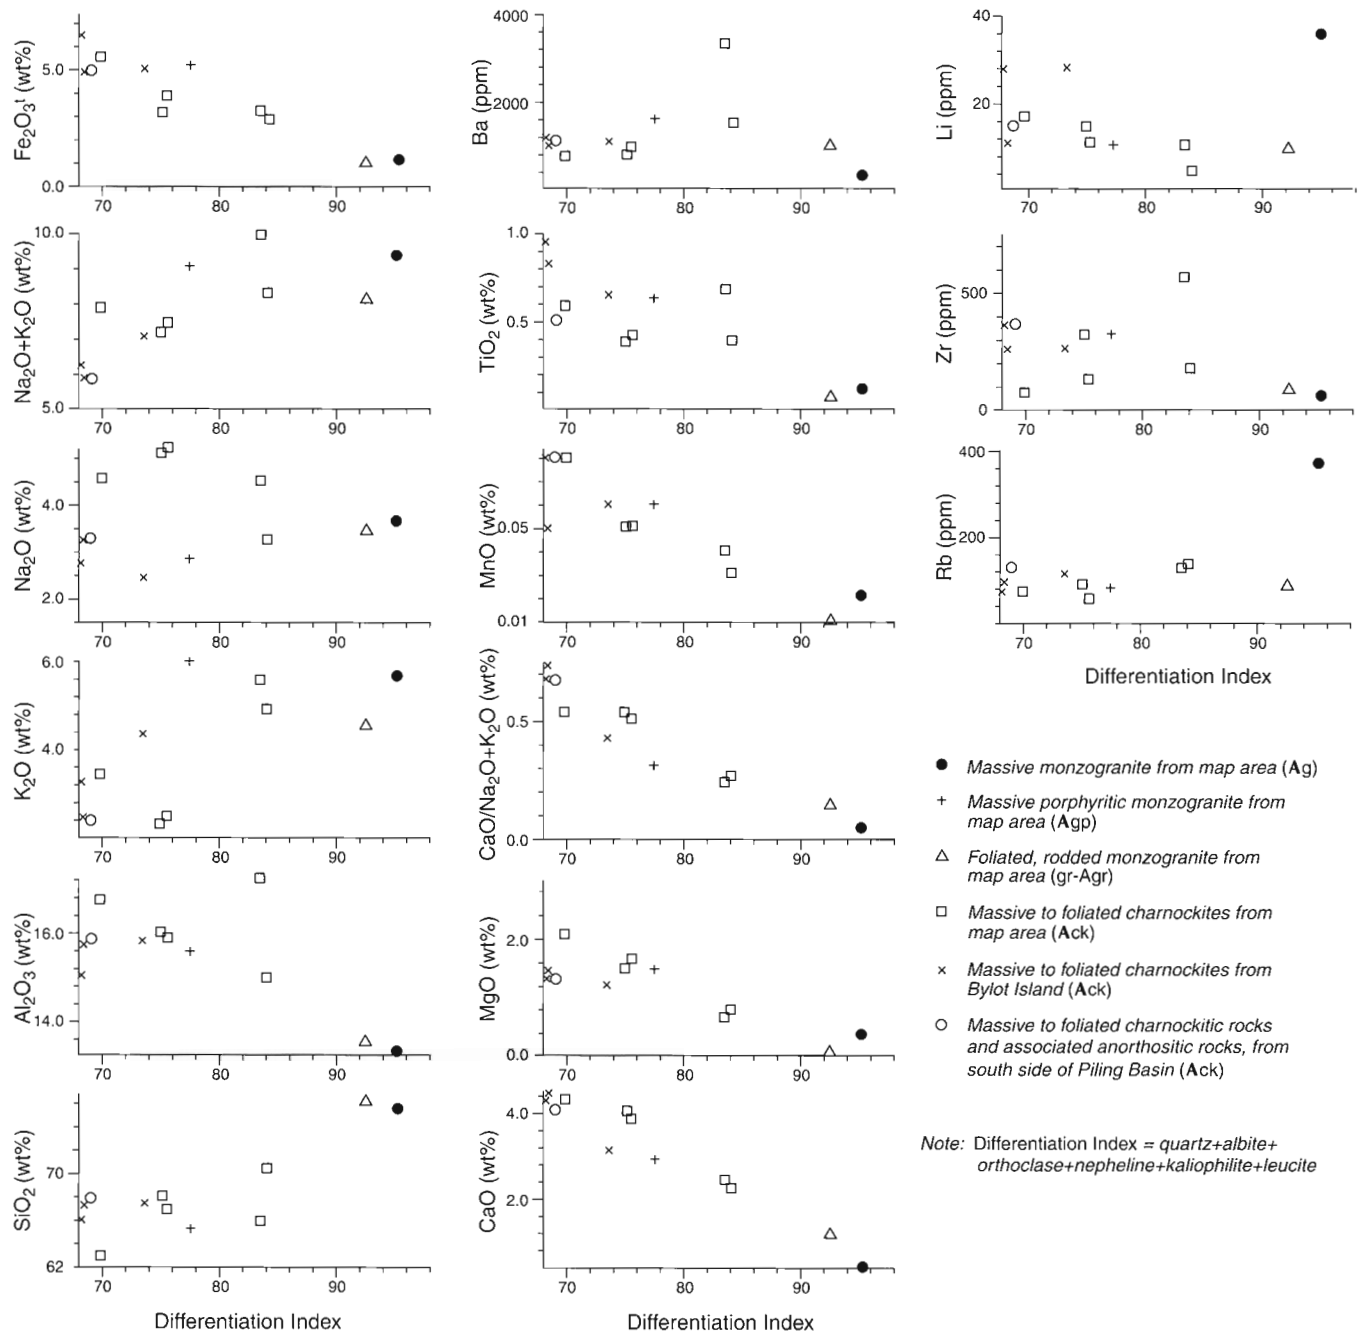 Fe₂O₃ᵗ (wt%)
5.0
0.0
70 80 90
Na₂O+K₂O (wt%)
10.0
5.0
70 80 90
Na₂O (wt%)
4.0
2.0
70 80 90
K₂O (wt%)
6.0
4.0
70 80 90
Al₂O₃ (wt%)
16.0
14.0
70 80 90
SiO₂ (wt%)
70
62
70 80 90
Differentiation Index
Ba (ppm)
4000
2000
70 80 90
TiO₂ (wt%)
1.0
0.5
70 80 90
MnO (wt%)
0.05
0.01
70 80 90
CaO/Na₂O+K₂O (wt%)
0.5
0.0
70 80 90
MgO (wt%)
2.0
0.0
70 80 90
CaO (wt%)
4.0
2.0
70 80 90
Differentiation Index
Li (ppm)
40
20
70 80 90
Zr (ppm)
500
0
70 80 90
Rb (ppm)
400
200
70 80 90
Differentiation Index
Massive monzogranite from map area (Ag)
Massive porphyritic monzogranite from
map area (Agp)
Foliated, rodded monzogranite from
map area (gr-Agr)
Massive to foliated charnockites from
map area (Ack)
Massive to foliated charnockites from
Bylot Island (Ack)
Massive to foliated charnockitic rocks
and associated anorthositic rocks, from
south side of Piling Basin (Ack)
Note: Differentiation Index = quartz+albite+
orthoclase+nepheline+kaliophilite+leucite